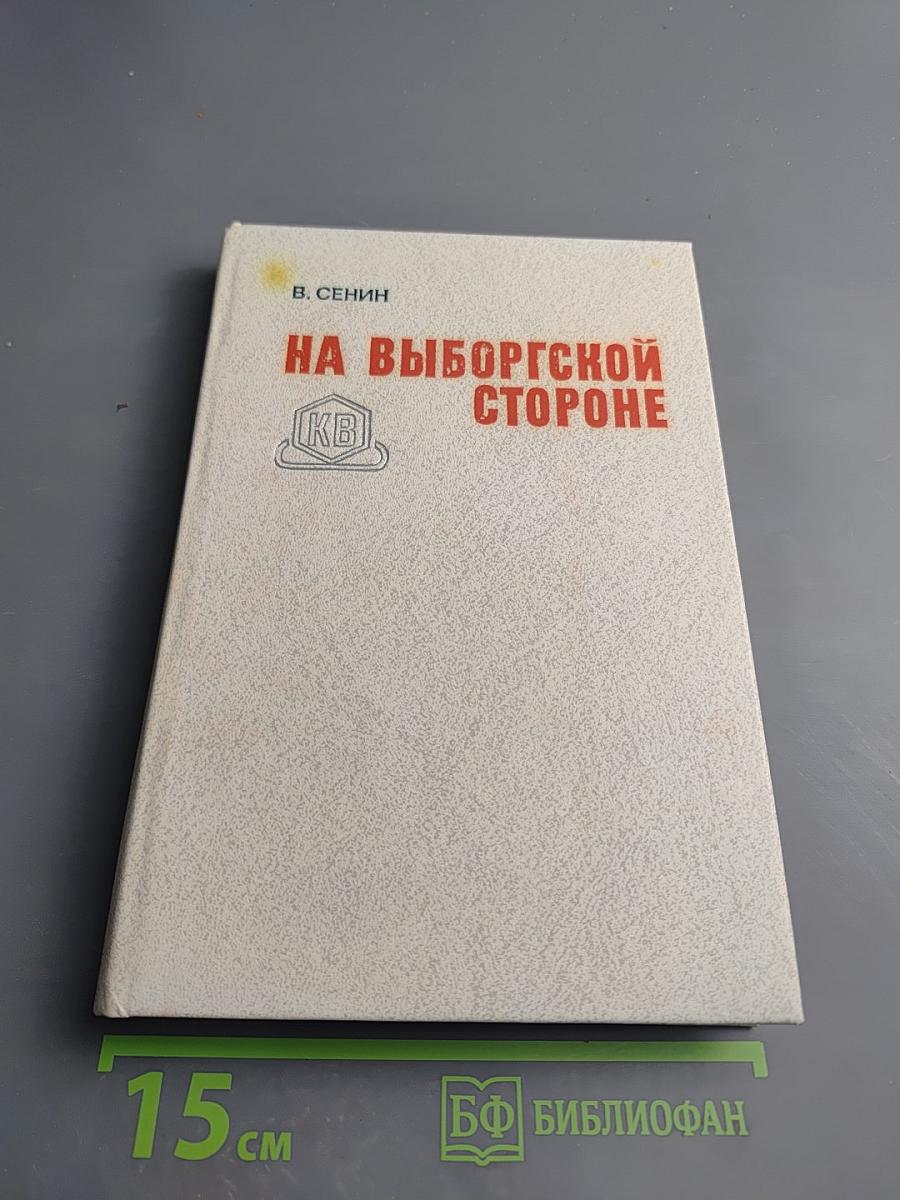 В. СЕНИН
НА ВЫБОРГСКОЙ
СТОРОНЕ
КВ
15 см
БФ БИБЛИОФАН